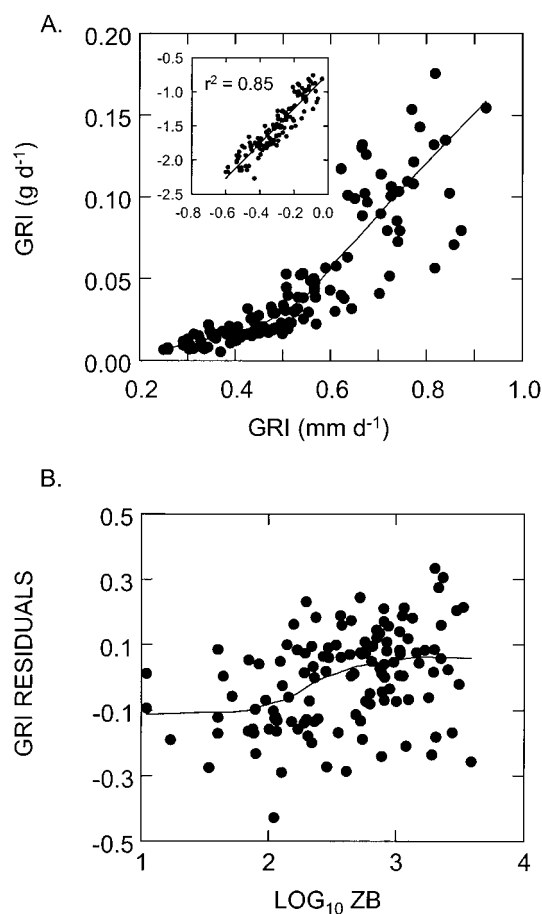 A.
0.20
0.15
0.10
0.05
0.00
GRI (g d-1)
-0.5
-1.0
-1.5
-2.0
-2.5
r2 = 0.85
-0.8 -0.6 -0.4 -0.2 0.0
0.2 0.4 0.6 0.8 1.0
GRI (mm d-1)
B.
0.5
0.3
0.1
-0.1
-0.3
-0.5
GRI RESIDUALS
1 2 3 4
LOG10 ZB